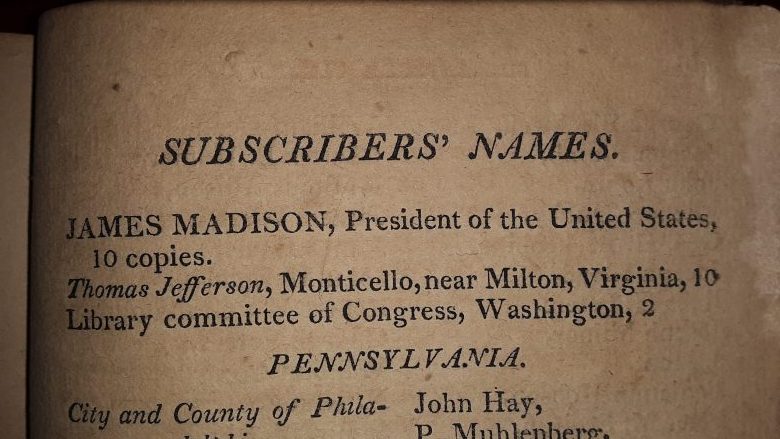 SUBSCRIBERS' NAMES.
JAMES MADISON, President of the United States,
10 copies.
Thomas Jefferson, Monticello, near Milton, Virginia, 10
Library committee of Congress, Washington, 2
PENNSYLVANIA.
City and County of Phila-
John Hay,
P. Muhlenberg,